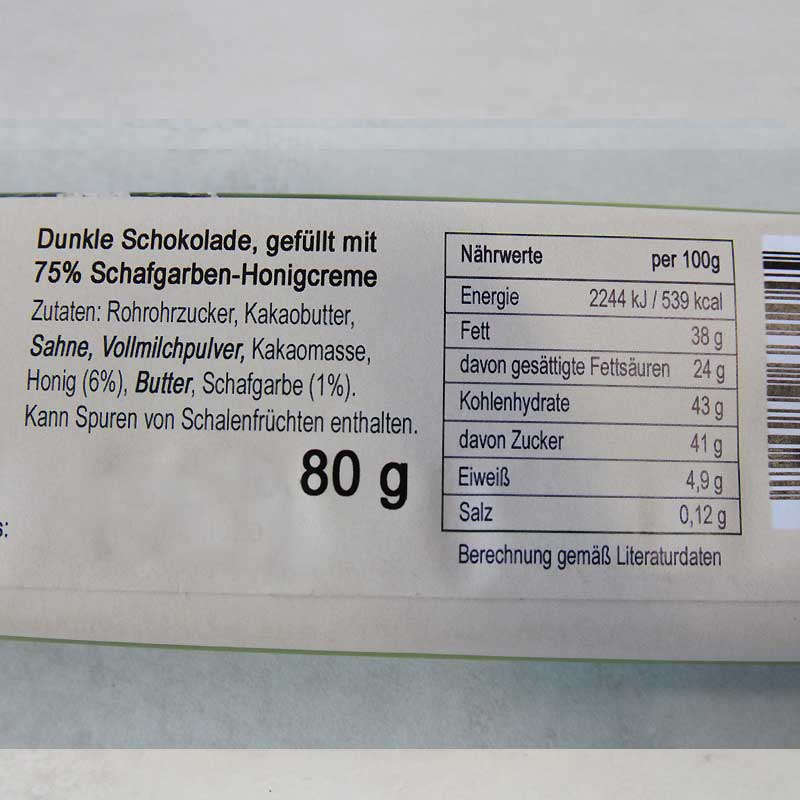 Dunkle Schokolade, gefüllt mit
75% Schafgarben-Honigcreme
Zutaten: Rohrohrzucker, Kakaobutter,
Sahne, Vollmilchpulver, Kakaomasse,
Honig (6%), Butter, Schafgarbe (1%).
Kann Spuren von Schalenfrüchten enthalten.
80 g
s:
Nährwerte per 100g
Energie 2244 kJ / 539 kcal
Fett 38 g
davon gesättigte Fettsäuren 24 g
Kohlenhydrate 43 g
davon Zucker 41 g
Eiweiß 4,9 g
Salz 0,12 g
Berechnung gemäß Literaturdaten